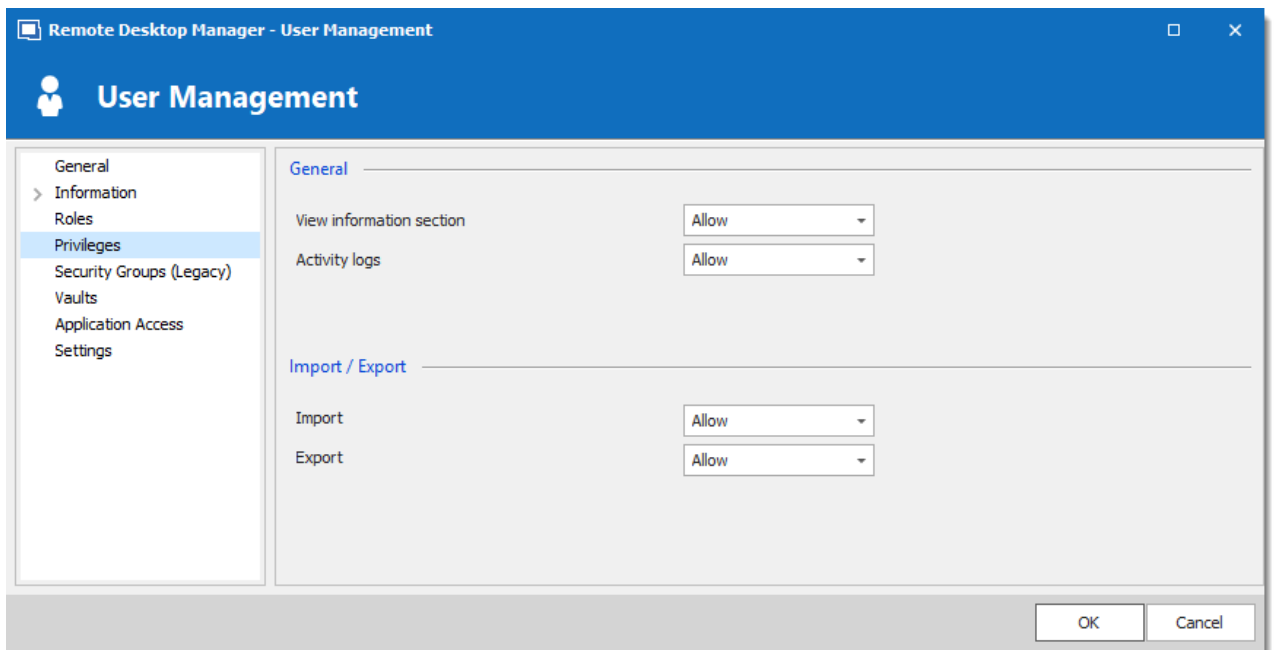 Remote Desktop Manager - User Management
User Management
General
Information
Roles
Privileges
Security Groups (Legacy)
Vaults
Application Access
Settings
General
View information section Allow
Activity logs Allow
Import / Export
Import Allow
Export Allow
OK Cancel